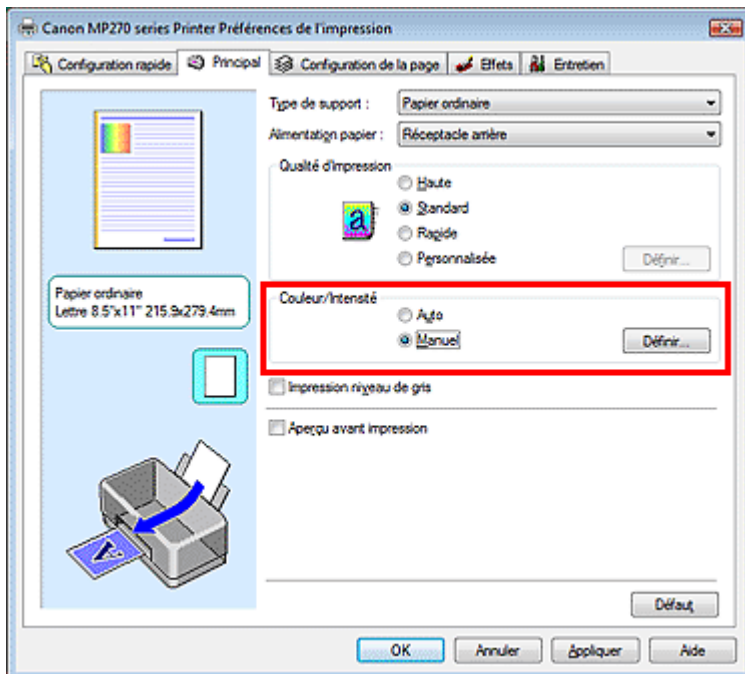 Canon MP270 series Printer Préférences de l'impression
Configuration rapide Principal Configuration de la page Effets Entretien
Type de support : Papier ordinaire
Alimentation papier : Réceptacle arrière
Qualité d'impression
Haute
Standard
Rapide
Personnalisée Définir...
Papier ordinaire
Lettre 8.5"x11" 215.9x279.4mm
Couleur/Intensité
Auto
Manuel Définir...
Impression niveau de gris
Aperçu avant impression
Défaut
OK Annuler Appliquer Aide